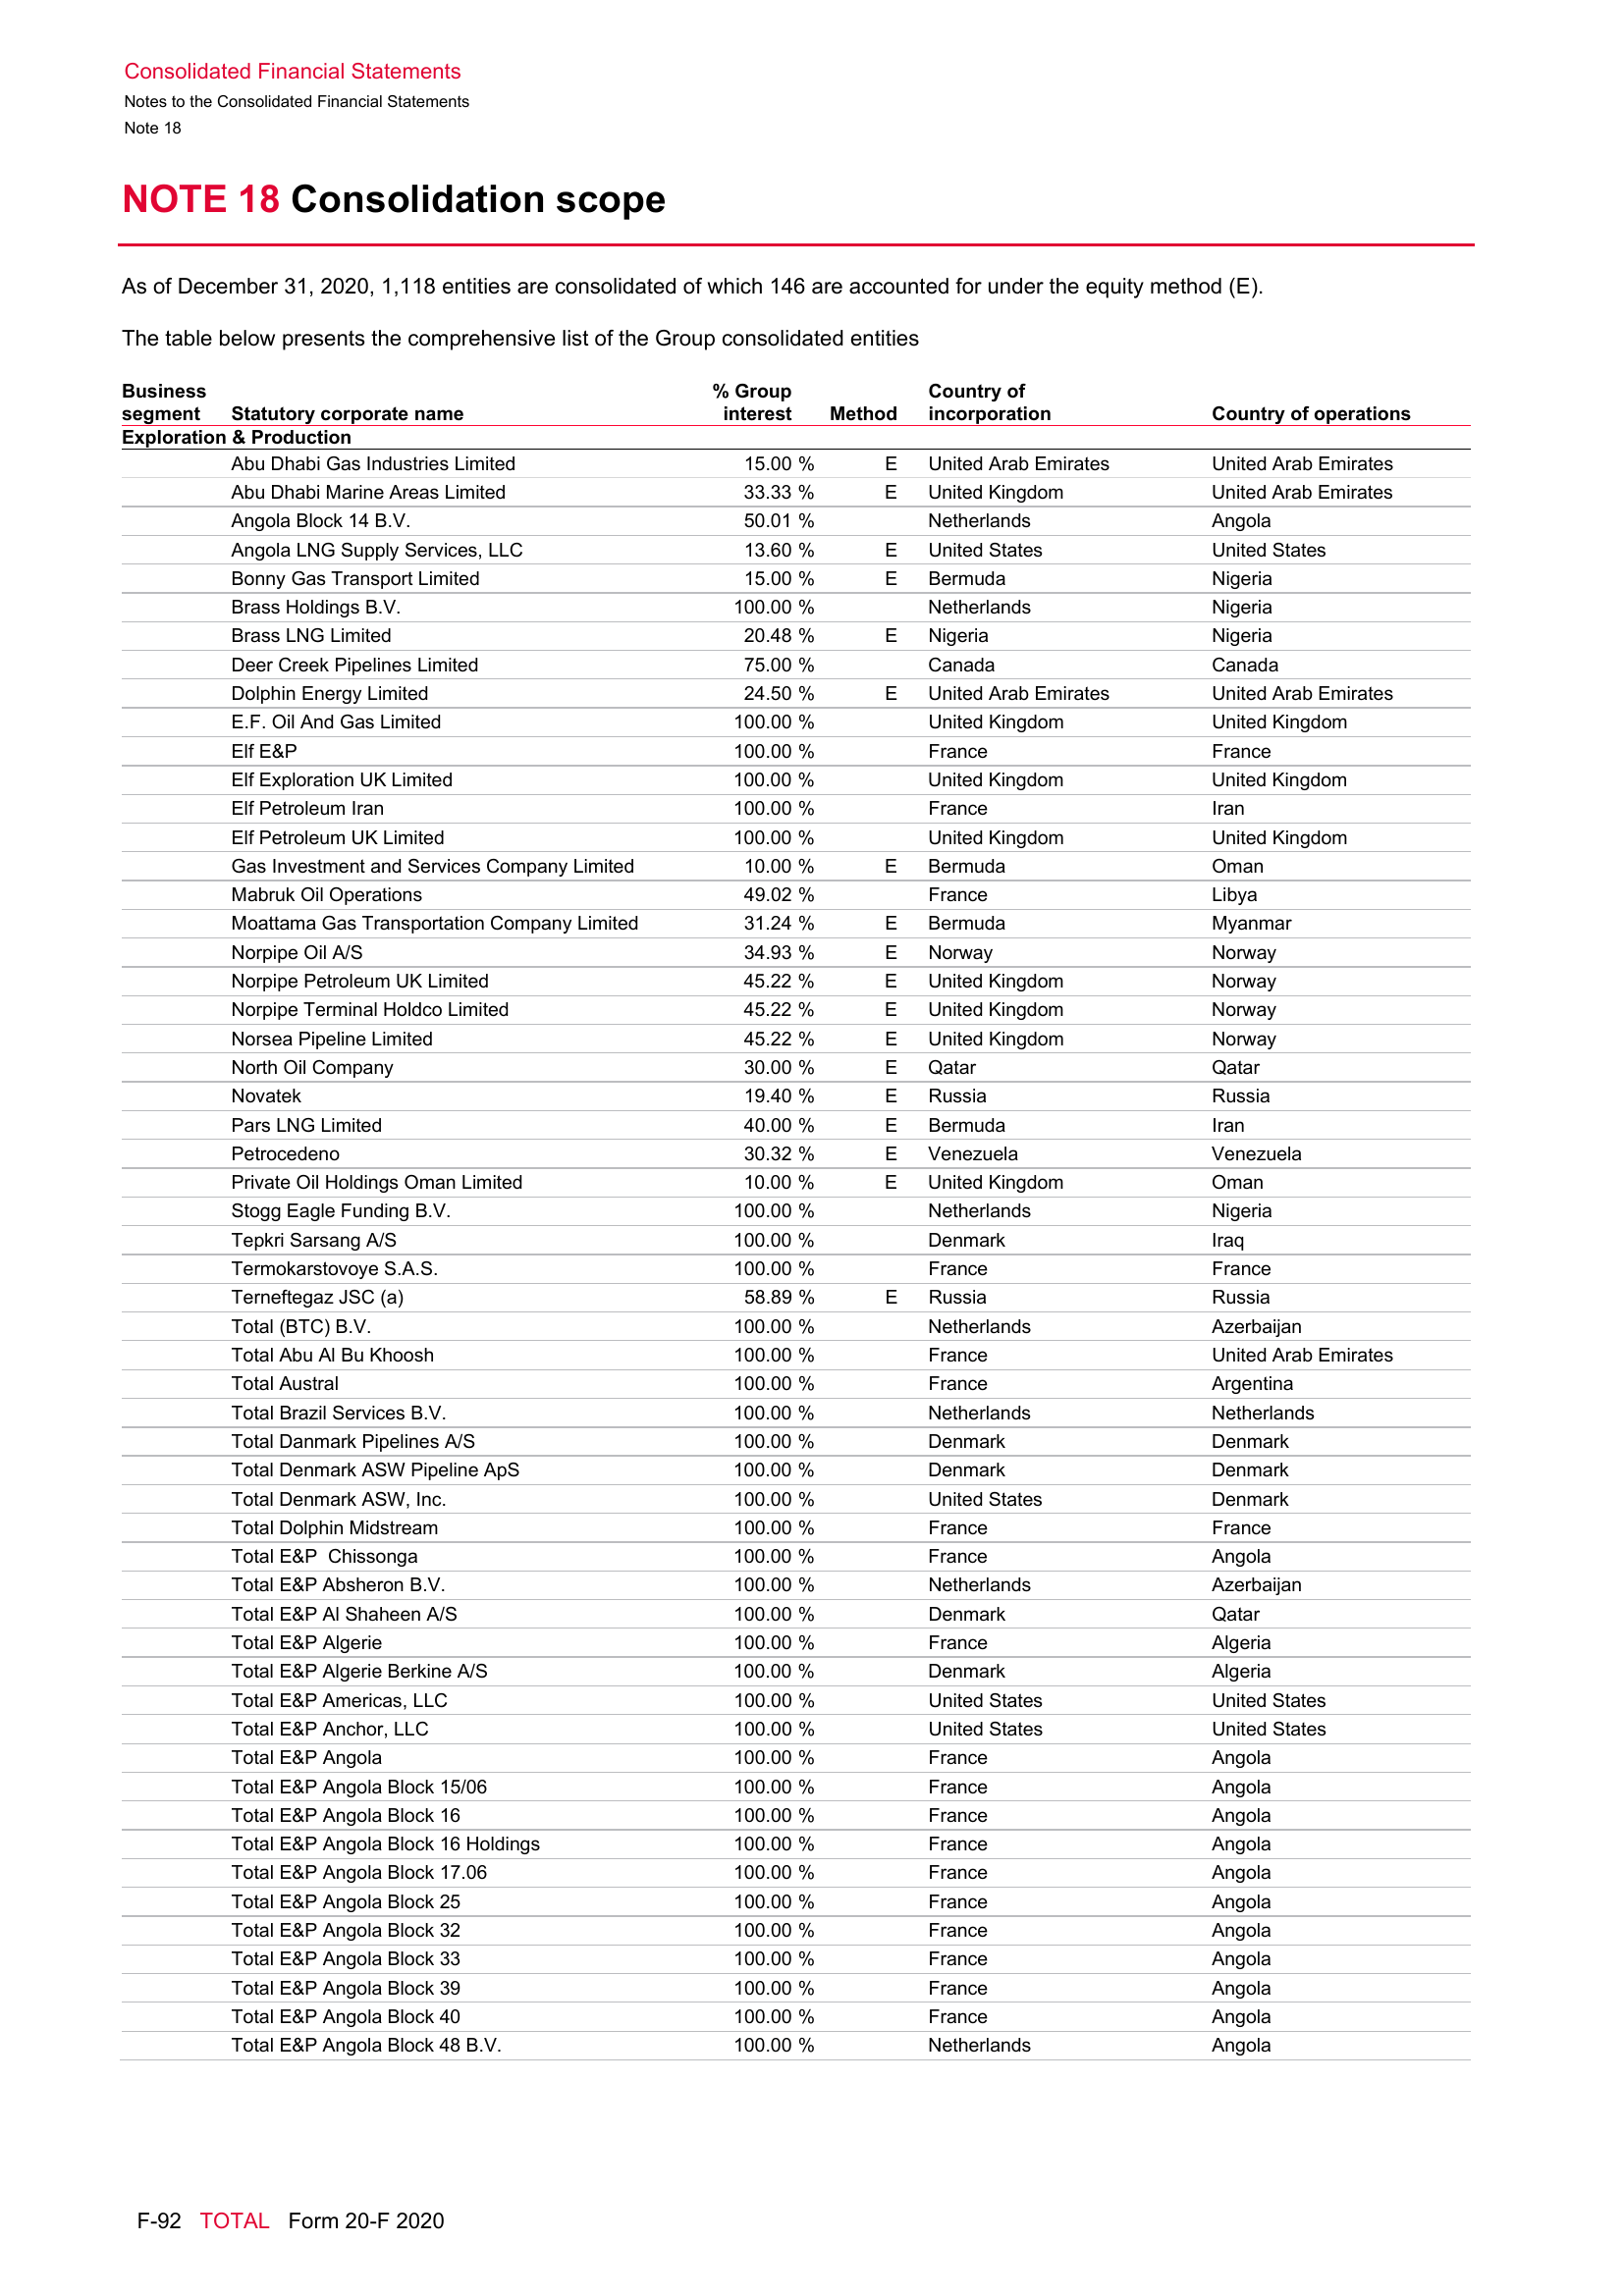 Consolidated Financial Statements
Notes to the Consolidated Financial Statements
Note 18
NOTE 18 Consolidation scope
As of December 31, 2020, 1,118 entities are consolidated of which 146 are accounted for under the equity method (E).
The table below presents the comprehensive list of the Group consolidated entities
Business segment Statutory corporate name % Group interest Method Country of incorporation Country of operations
Exploration & Production
Abu Dhabi Gas Industries Limited 15.00 % E United Arab Emirates United Arab Emirates
Abu Dhabi Marine Areas Limited 33.33 % E United Kingdom United Arab Emirates
Angola Block 14 B.V. 50.01 % Netherlands Angola
Angola LNG Supply Services, LLC 13.60 % E United States United States
Bonny Gas Transport Limited 15.00 % E Bermuda Nigeria
Brass Holdings B.V. 100.00 % Netherlands Nigeria
Brass LNG Limited 20.48 % E Nigeria Nigeria
Deer Creek Pipelines Limited 75.00 % Canada Canada
Dolphin Energy Limited 24.50 % E United Arab Emirates United Arab Emirates
E.F. Oil And Gas Limited 100.00 % United Kingdom United Kingdom
Elf E&P 100.00 % France France
Elf Exploration UK Limited 100.00 % United Kingdom United Kingdom
Elf Petroleum Iran 100.00 % France Iran
Elf Petroleum UK Limited 100.00 % United Kingdom United Kingdom
Gas Investment and Services Company Limited 10.00 % E Bermuda Oman
Mabruk Oil Operations 49.02 % France Libya
Moattama Gas Transportation Company Limited 31.24 % E Bermuda Myanmar
Norpipe Oil A/S 34.93 % E Norway Norway
Norpipe Petroleum UK Limited 45.22 % E United Kingdom Norway
Norpipe Terminal Holdco Limited 45.22 % E United Kingdom Norway
Norsea Pipeline Limited 45.22 % E United Kingdom Norway
North Oil Company 30.00 % E Qatar Qatar
Novatek 19.40 % E Russia Russia
Pars LNG Limited 40.00 % E Bermuda Iran
Petrocedeno 30.32 % E Venezuela Venezuela
Private Oil Holdings Oman Limited 10.00 % E United Kingdom Oman
Stogg Eagle Funding B.V. 100.00 % Netherlands Nigeria
Tepkri Sarsang A/S 100.00 % Denmark Iraq
Termokarstovoye S.A.S. 100.00 % France France
Terneftegaz JSC (a) 58.89 % E Russia Russia
Total (BTC) B.V. 100.00 % Netherlands Azerbaijan
Total Abu Al Bu Khoosh 100.00 % France United Arab Emirates
Total Austral 100.00 % France Argentina
Total Brazil Services B.V. 100.00 % Netherlands Netherlands
Total Danmark Pipelines A/S 100.00 % Denmark Denmark
Total Denmark ASW Pipeline ApS 100.00 % Denmark Denmark
Total Denmark ASW, Inc. 100.00 % United States Denmark
Total Dolphin Midstream 100.00 % France France
Total E&P Chissonga 100.00 % France Angola
Total E&P Absheron B.V. 100.00 % Netherlands Azerbaijan
Total E&P Al Shaheen A/S 100.00 % Denmark Qatar
Total E&P Algerie 100.00 % France Algeria
Total E&P Algerie Berkine A/S 100.00 % Denmark Algeria
Total E&P Americas, LLC 100.00 % United States United States
Total E&P Anchor, LLC 100.00 % United States United States
Total E&P Angola 100.00 % France Angola
Total E&P Angola Block 15/06 100.00 % France Angola
Total E&P Angola Block 16 100.00 % France Angola
Total E&P Angola Block 16 Holdings 100.00 % France Angola
Total E&P Angola Block 17.06 100.00 % France Angola
Total E&P Angola Block 25 100.00 % France Angola
Total E&P Angola Block 32 100.00 % France Angola
Total E&P Angola Block 33 100.00 % France Angola
Total E&P Angola Block 39 100.00 % France Angola
Total E&P Angola Block 40 100.00 % France Angola
Total E&P Angola Block 48 B.V. 100.00 % Netherlands Angola
F-92 TOTAL Form 20-F 2020